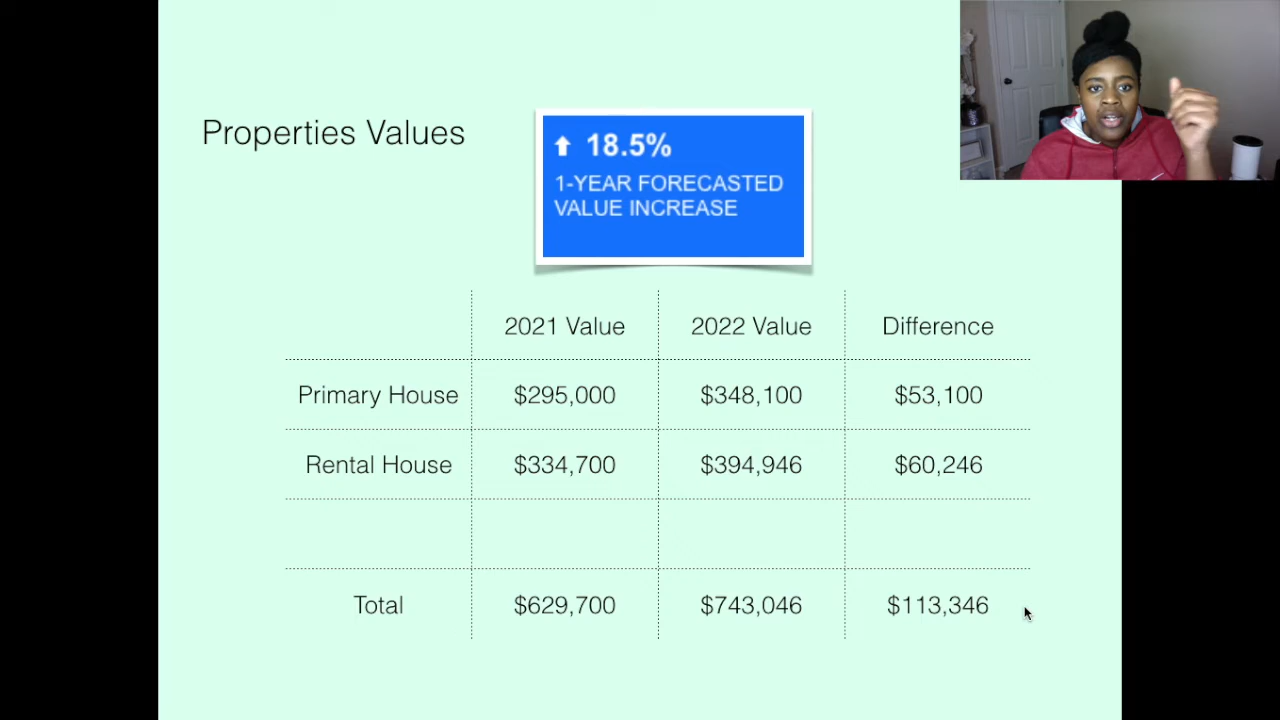 Properties Values
18.5%
1-YEAR FORECASTED
VALUE INCREASE
2021 Value 2022 Value Difference
Primary House $295,000 $348,100 $53,100
Rental House $334,700 $394,946 $60,246
Total $629,700 $743,046 $113,346